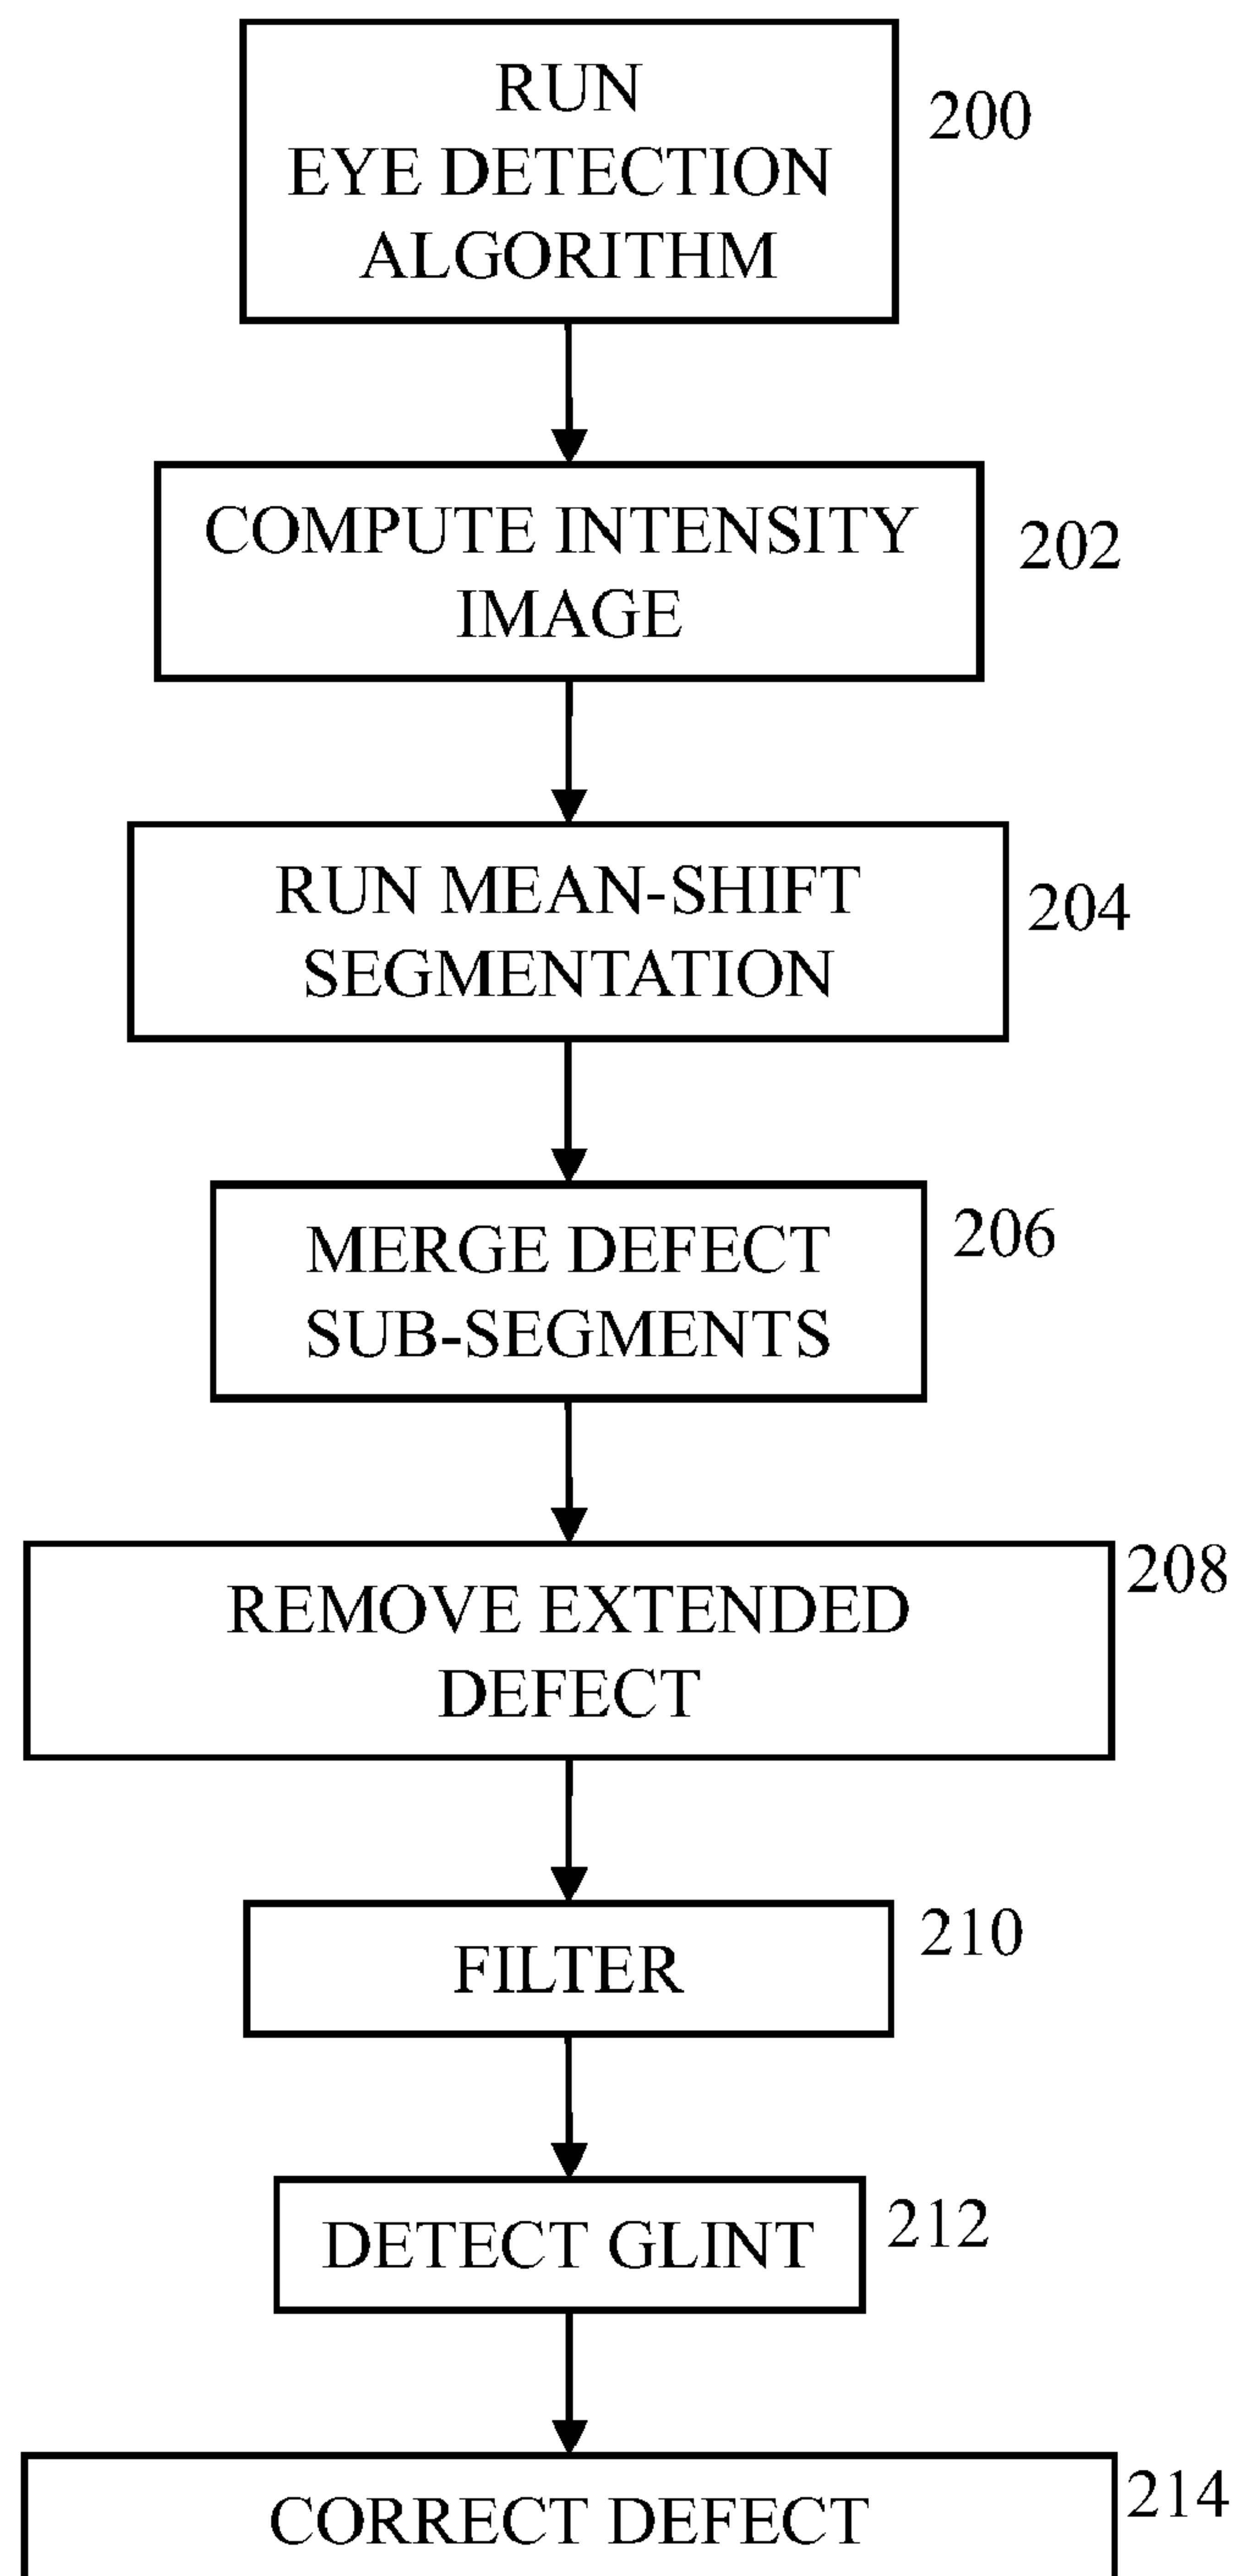 RUN
EYE DETECTION
ALGORITHM
200
COMPUTE INTENSITY
IMAGE
202
RUN MEAN-SHIFT
SEGMENTATION
204
MERGE DEFECT
SUB-SEGMENTS
206
REMOVE EXTENDED
DEFECT
208
FILTER
210
DETECT GLINT
212
CORRECT DEFECT
214